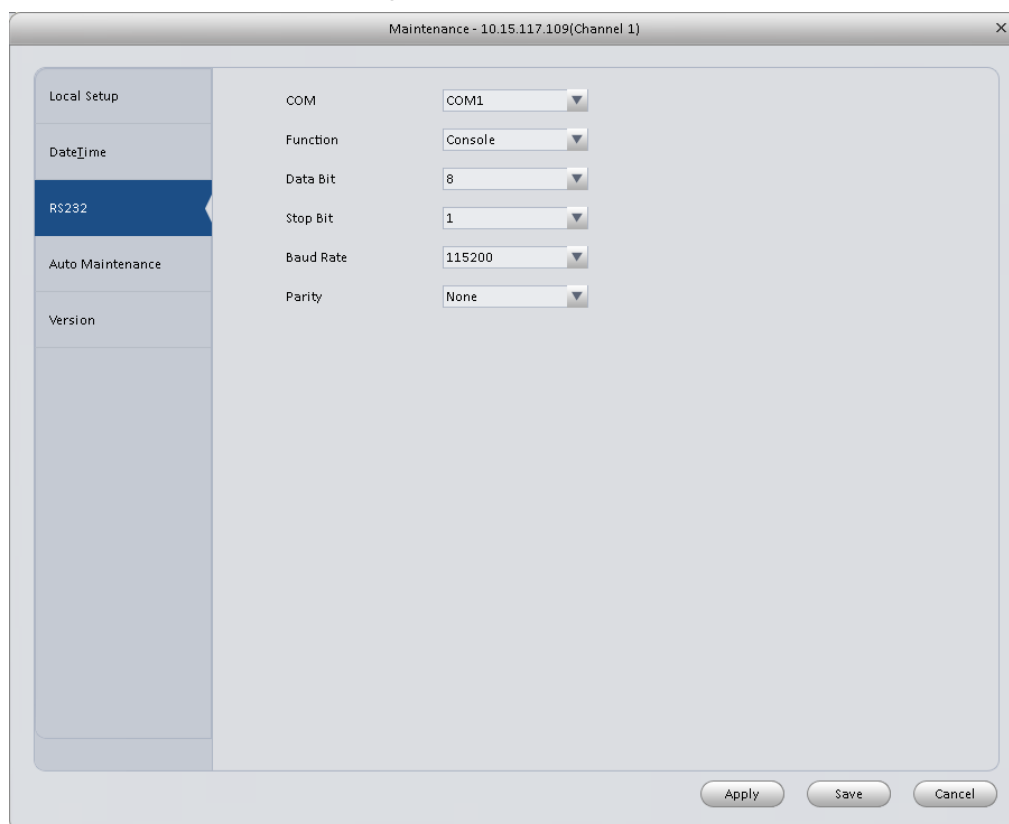 Maintenance - 10.15.117.109(Channel 1)
Local Setup
DateTime
RS232
Auto Maintenance
Version
COM COM1
Function Console
Data Bit 8
Stop Bit 1
Baud Rate 115200
Parity None
Apply Save Cancel